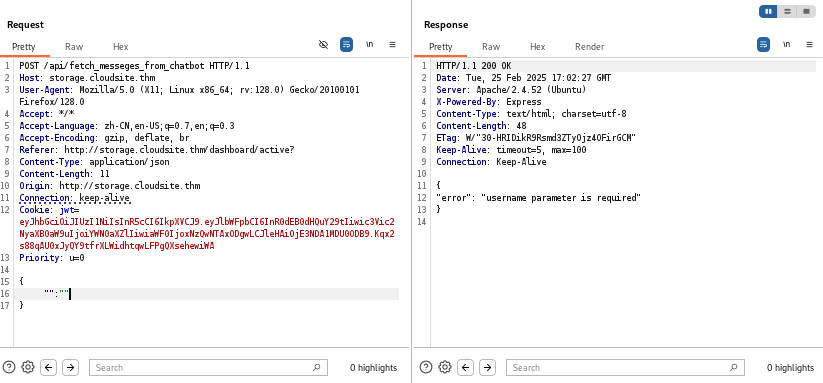 Request
Pretty Raw Hex
\n
1 POST /api/fetch_messeges_from_chatbot HTTP/1.1
2 Host: storage.cloudsite.thm
3 User-Agent: Mozilla/5.0 (X11; Linux x86_64; rv:128.0) Gecko/20100101
Firefox/128.0
4 Accept: */*
5 Accept-Language: zh-CN,en-US;q=0.7,en;q=0.3
6 Accept-Encoding: gzip, deflate, br
7 Referer: http://storage.cloudsite.thm/dashboard/active?
8 Content-Type: application/json
9 Content-Length: 11
10 Origin: http://storage.cloudsite.thm
11 Connection: keep-alive
12 Cookie: jwt=
13 Priority: u=0
14
15 {
16 "":""
17 }
Search
0 highlights
Response
Pretty Raw Hex Render
\n
1 HTTP/1.1 200 OK
2 Date: Tue, 25 Feb 2025 17:02:27 GMT
3 Server: Apache/2.4.52 (Ubuntu)
4 X-Powered-By: Express
5 Content-Type: text/html; charset=utf-8
6 Content-Length: 48
7 ETag: W/"30-HRIDikR9Rsmd3ZTyOjz4OFirGCM"
8 Keep-Alive: timeout=5, max=100
9 Connection: Keep-Alive
10
11 {
12 "error": "username parameter is required"
13 }
14
Search
0 highlights